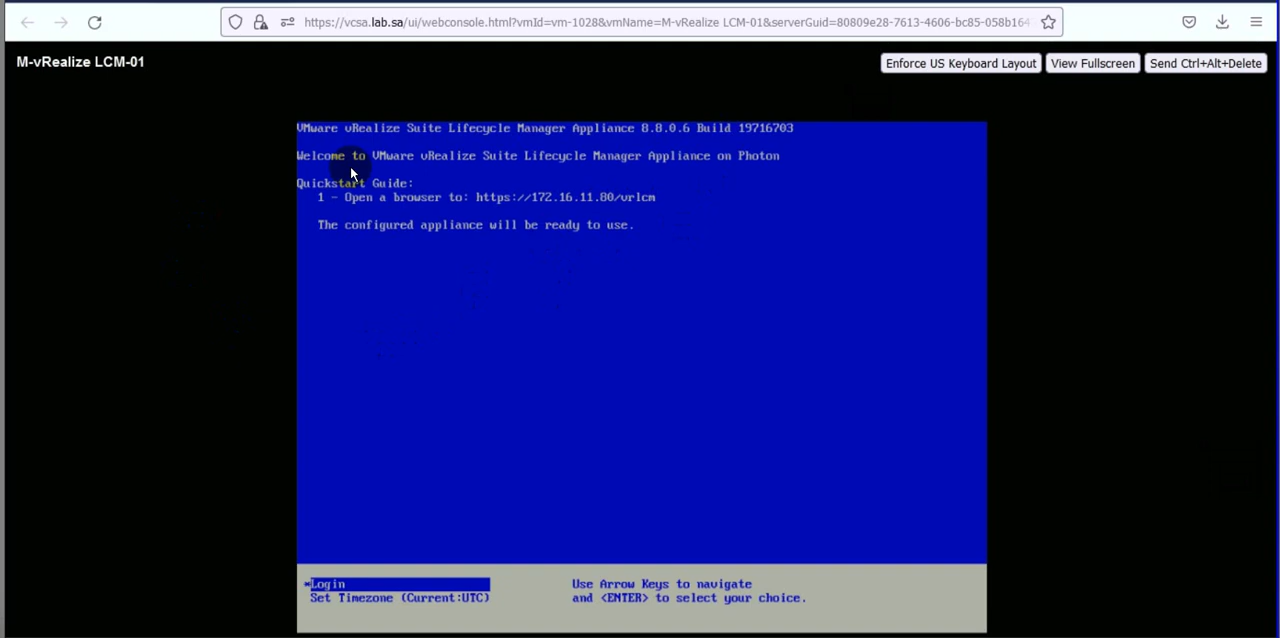 https://vcsa.lab.sa/ui/webconsole.html?vmId=vm-1028&vmName=M-vRealize LCM-01&serverGuid=80809e28-7613-4606-bc85-058b164
M-vRealize LCM-01
Enforce US Keyboard Layout
View Fullscreen
Send Ctrl+Alt+Delete
VMware vRealize Suite Lifecycle Manager Appliance 8.8.0.6 Build 19716703
Welcome to VMware vRealize Suite Lifecycle Manager Appliance on Photon
Quickstart Guide:
1 - Open a browser to: https://172.16.11.80/vrlcm
The configured appliance will be ready to use.
*Login
Use Arrow Keys to navigate
Set Timezone (Current:UTC)
and <ENTER> to select your choice.